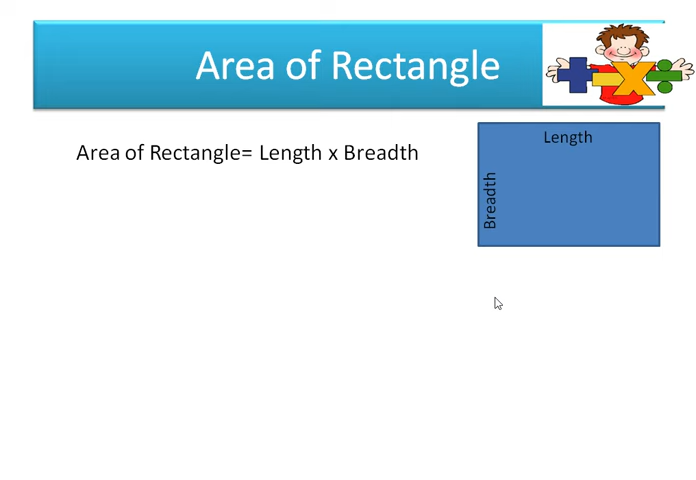 Area of Rectangle
Area of Rectangle= Length x Breadth
Length
Breadth